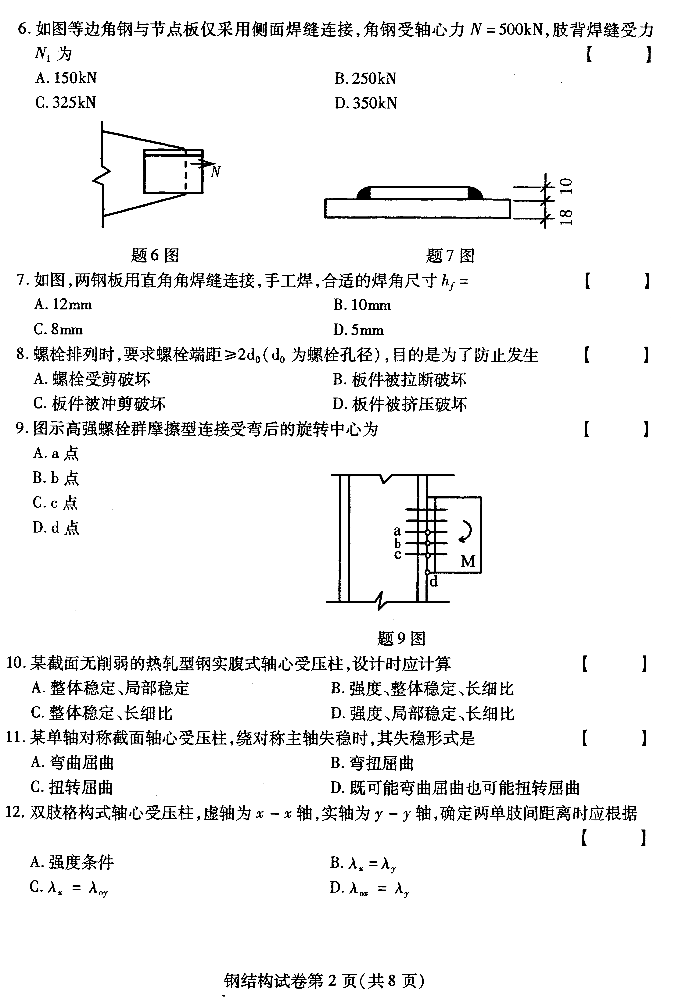 6. 如图等边角钢与节点板仅采用侧面焊缝连接,角钢受轴心力 N = 500kN,肢背焊缝受力
N₁ 为 【 】
A. 150kN B. 250kN
C. 325kN D. 350kN
N
10
18
题 6 图 题 7 图
7. 如图,两钢板用直角角焊缝连接,手工焊,合适的焊角尺寸 h_f = 【 】
A. 12mm B. 10mm
C. 8mm D. 5mm
8. 螺栓排列时,要求螺栓端距≥2d₀(d₀ 为螺栓孔径),目的是为了防止发生 【 】
A. 螺栓受剪破坏 B. 板件被拉断破坏
C. 板件被冲剪破坏 D. 板件被挤压破坏
9. 图示高强螺栓群摩擦型连接受弯后的旋转中心为 【 】
A. a 点
B. b 点
C. c 点
D. d 点
a
b
c
M
d
题 9 图
10. 某截面无削弱的热轧型钢实腹式轴心受压柱,设计时应计算 【 】
A. 整体稳定、局部稳定 B. 强度、整体稳定、长细比
C. 整体稳定、长细比 D. 强度、局部稳定、长细比
11. 某单轴对称截面轴心受压柱,绕对称主轴失稳时,其失稳形式是 【 】
A. 弯曲屈曲 B. 弯扭屈曲
C. 扭转屈曲 D. 既可能弯曲屈曲也可能扭转屈曲
12. 双肢格构式轴心受压柱,虚轴为 x - x 轴,实轴为 y - y 轴,确定两单肢间距离时应根据
【 】
A. 强度条件 B. λ_x = λ_y
C. λ_x = λ_oy D. λ_ox = λ_y
钢结构试卷第 2 页(共 8 页)